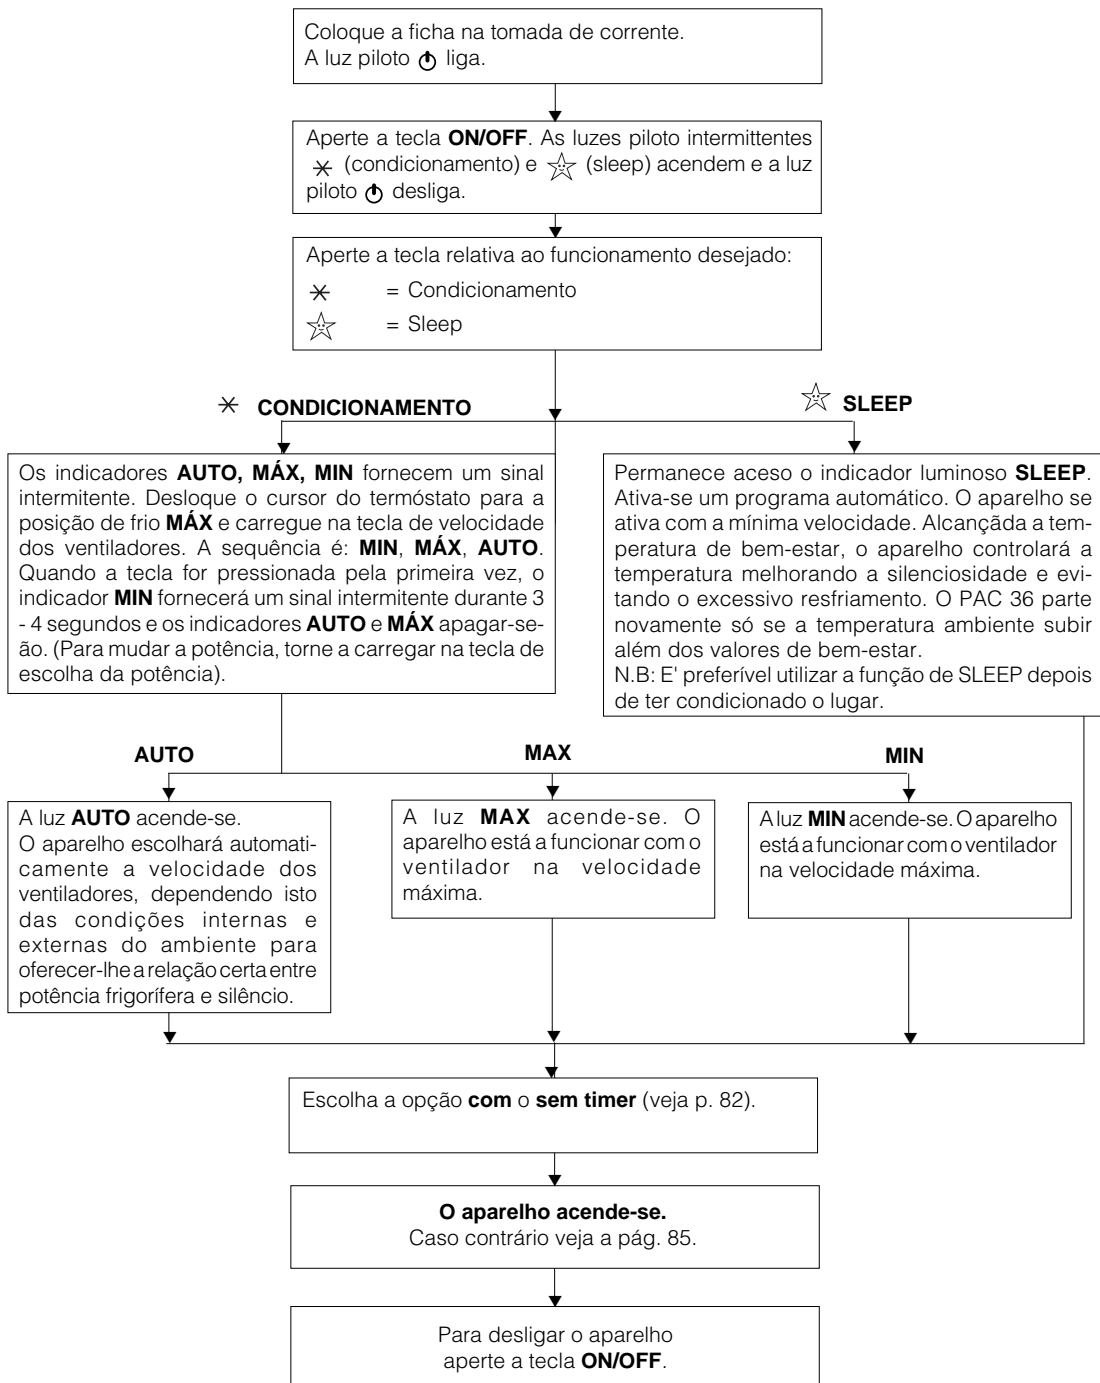 Coloque a ficha na tomada de corrente.
A luz piloto liga.
Aperte a tecla ON/OFF. As luzes piloto intermittentes
(condicionamento) e (sleep) acendem e a luz
piloto desliga.
Aperte a tecla relativa ao funcionamento desejado:
= Condicionamento
= Sleep
CONDICIONAMENTO
SLEEP
Os indicadores AUTO, MÁX, MIN fornecem um sinal
intermitente. Desloque o cursor do termóstato para a
posição de frio MÁX e carregue na tecla de velocidade
dos ventiladores. A sequência é: MIN, MÁX, AUTO.
Quando a tecla for pressionada pela primeira vez, o
indicador MIN fornecerá um sinal intermitente durante 3
- 4 segundos e os indicadores AUTO e MÁX apagar-se-
ão. (Para mudar a potência, torne a carregar na tecla de
escolha da potência).
Permanece aceso o indicador luminoso SLEEP.
Ativa-se um programa automático. O aparelho se
ativa com a mínima velocidade. Alcançãda a tem-
peratura de bem-estar, o aparelho controlará a
temperatura melhorando a silenciosidade e evi-
tando o excessivo resfriamento. O PAC 36 parte
novamente só se a temperatura ambiente subir
além dos valores de bem-estar.
N.B: E' preferível utilizar a função de SLEEP depois
de ter condicionado o lugar.
AUTO
MAX
MIN
A luz AUTO acende-se.
O aparelho escolhará automati-
camente a velocidade dos
ventiladores, dependendo isto
das condições internas e
externas do ambiente para
oferecer-lhe a relação certa entre
potência frigorífera e silêncio.
A luz MAX acende-se. O
aparelho está a funcionar com o
ventilador na velocidade
máxima.
A luz MIN acende-se. O aparelho
está a funcionar com o ventilador
na velocidade máxima.
Escolha a opção com o sem timer (veja p. 82).
O aparelho acende-se.
Caso contrário veja a pág. 85.
Para desligar o aparelho
aperte a tecla ON/OFF.